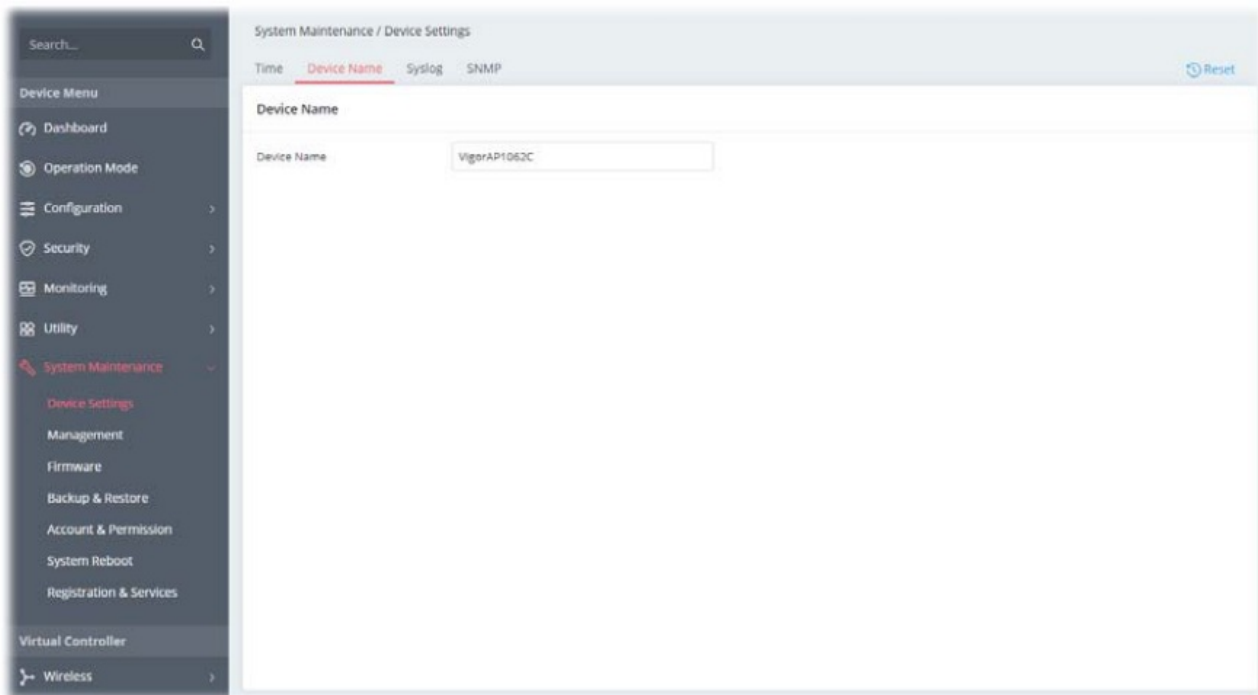 Search...
Device Menu
Dashboard
Operation Mode
Configuration
Security
Monitoring
Utility
System Maintenance
Device Settings
Management
Firmware
Backup & Restore
Account & Permission
System Reboot
Registration & Services
Virtual Controller
Wireless
System Maintenance / Device Settings
Time Device Name Syslog SNMP Reset
Device Name
Device Name VigorAP1062C